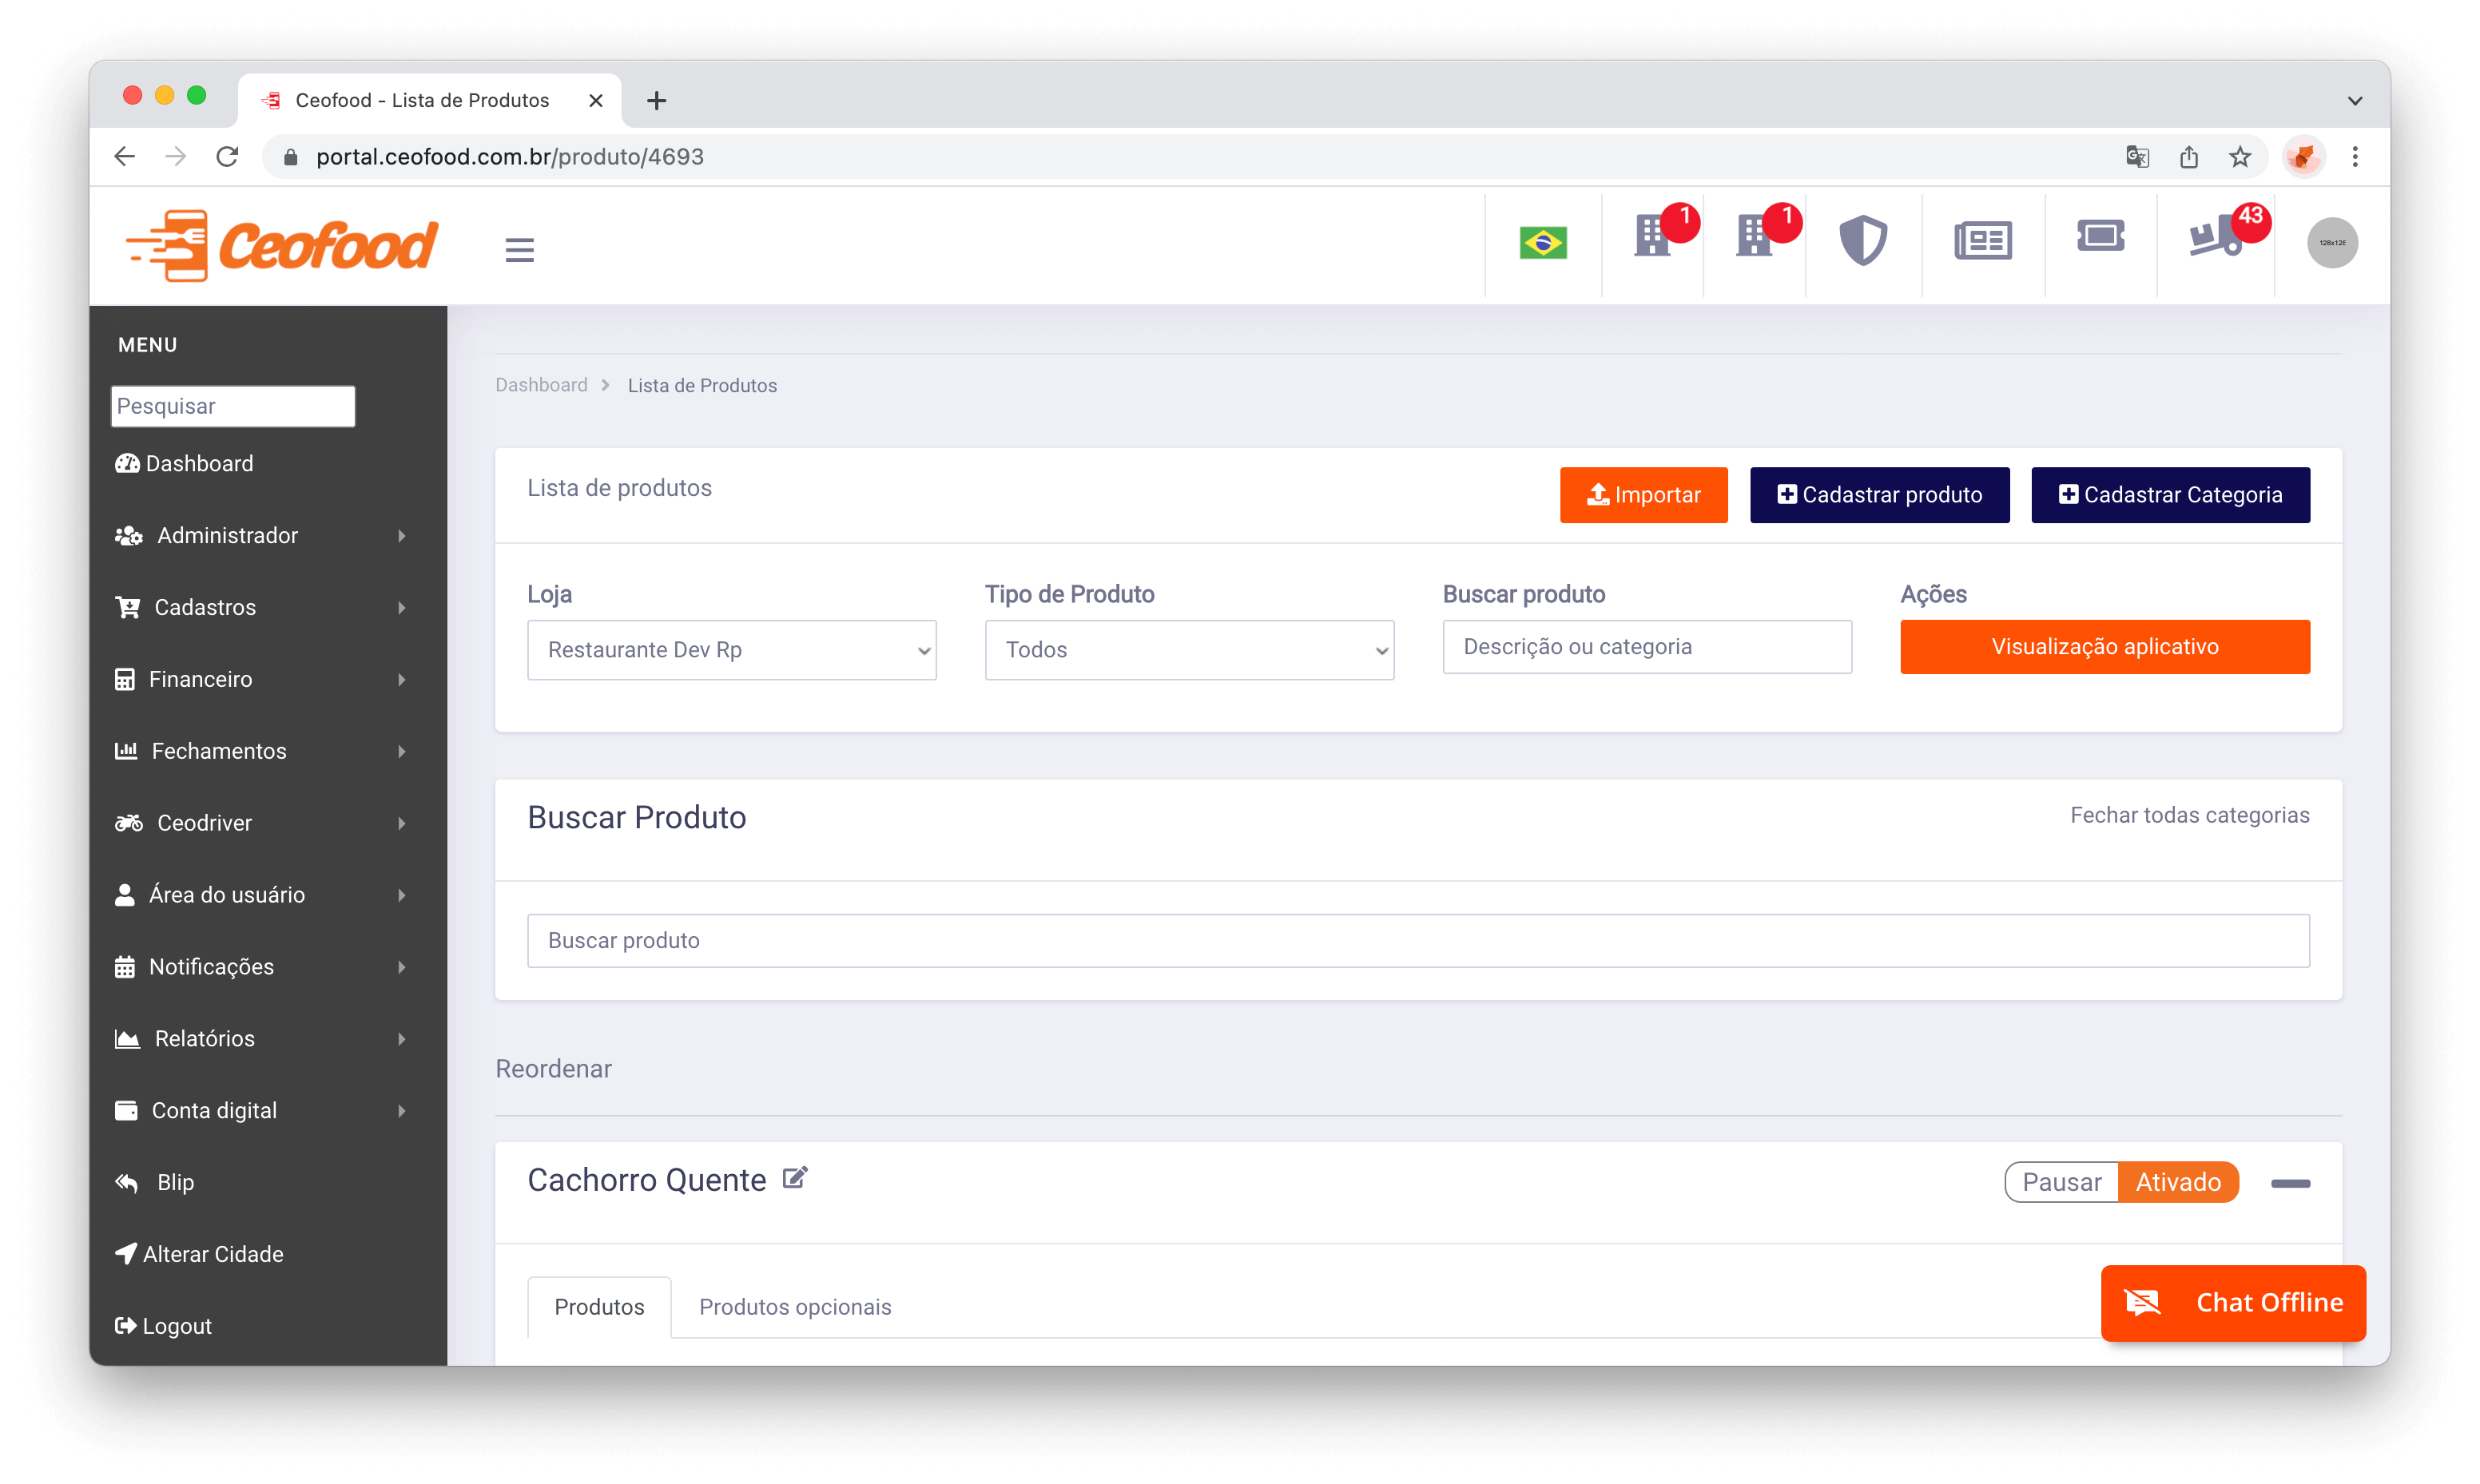 Ceofood - Lista de Produtos
portal.ceofood.com.br/produto/4693
Ceofood
1
1
43
128x128
MENU
Pesquisar
Dashboard
Administrador
Cadastros
Financeiro
Fechamentos
Ceodriver
Área do usuário
Notificações
Relatórios
Conta digital
Blip
Alterar Cidade
Logout
Dashboard > Lista de Produtos
Lista de produtos
Importar
Cadastrar produto
Cadastrar Categoria
Loja
Tipo de Produto
Buscar produto
Ações
Restaurante Dev Rp
Todos
Descrição ou categoria
Visualização aplicativo
Buscar Produto
Fechar todas categorias
Buscar produto
Reordenar
Cachorro Quente
Pausar
Ativado
Produtos
Produtos opcionais
Chat Offline